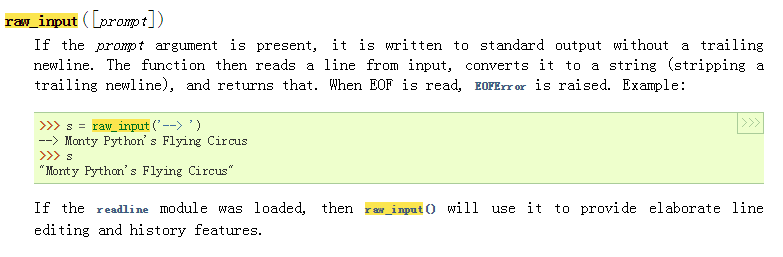 raw_input([prompt])
If the prompt argument is present, it is written to standard output without a trailing
newline. The function then reads a line from input, converts it to a string (stripping a
trailing newline), and returns that. When EOF is read, EOFError is raised. Example:
>>> s = raw_input('--> ')
>>>
--> Monty Python's Flying Circus
>>> s
"Monty Python's Flying Circus"
If the readline module was loaded, then raw_input() will use it to provide elaborate line
editing and history features.